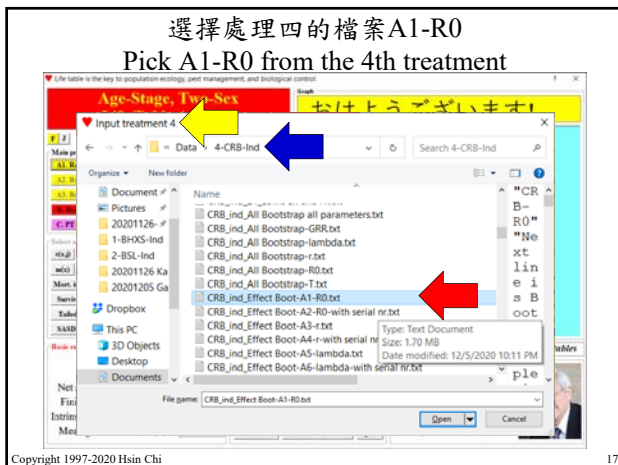 選擇處理四的檔案A1-R0
Pick A1-R0 from the 4th treatment
Life table is the key to population ecology, pest management, and biological control
Age-Stage, Two-Sex
Graph
おはようございます!
Input treatment 4
Data › 4-CRB-Ind
Search 4-CRB-Ind
Organize
New folder
Document
Pictures
20201126-
1-BHXS-Ind
2-BSL-Ind
20201126 Ka
20201205 Ga
Dropbox
This PC
3D Objects
Desktop
Documents
Name
CRB_ind_All Bootstrap all parameters.txt
CRB_ind_All Bootstrap-GRR.txt
CRB_ind_All Bootstrap-lambda.txt
CRB_ind_All Bootstrap-r.txt
CRB_ind_All Bootstrap-R0.txt
CRB_ind_All Bootstrap-T.txt
CRB_ind_Effect Boot-A1-R0.txt
CRB_ind_Effect Boot-A2-R0-with serial nr.txt
CRB_ind_Effect Boot-A3-r.txt
CRB_ind_Effect Boot-A4-r-with serial nr
CRB_ind_Effect Boot-A5-lambda.txt
CRB_ind_Effect Boot-A6-lambda-with serial nr.txt
Type: Text Document
Size: 1.70 MB
Date modified: 12/5/2020 10:11 PM
"CR
B-
R0"
"Ne
xt
lin
e i
s B
oot
ple
File name:
CRB_ind_Effect Boot-A1-R0.txt
Open
Cancel
Net
Fin
Intrins
Me
Copyright 1997-2020 Hsin Chi
17